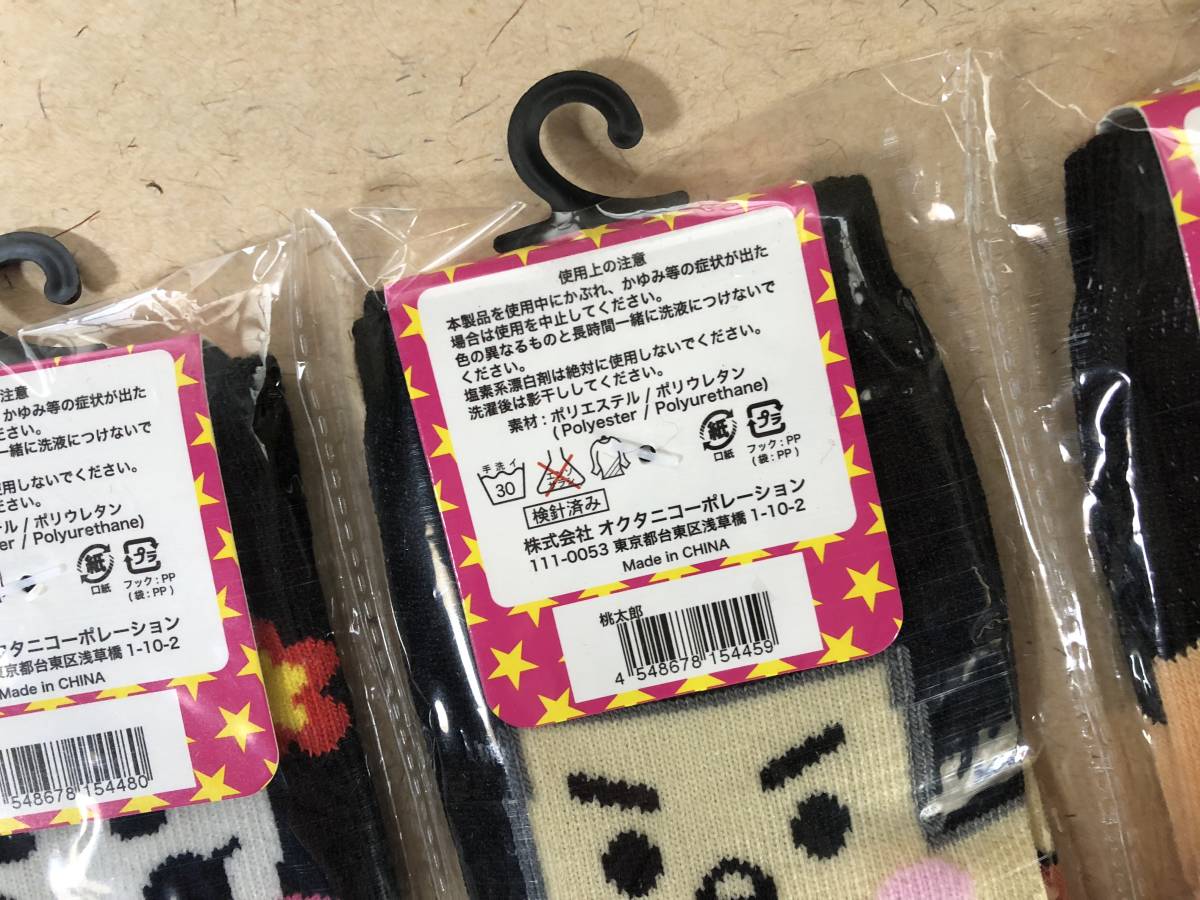 使用上の注意
本製品を使用中にかぶれ、かゆみ等の症状が出た
場合は使用を中止してください。
色の異なるものと長時間一緒に洗液につけないで
ください。
塩素系漂白剤は絶対に使用しないでください。
洗濯後は影干ししてください。
素材:ポリエステル / ポリウレタン
(Polyester / Polyurethane)
手洗イ
30
紙
口紙
プラ
フック:PP
(袋:PP)
検針済み
株式会社 オクタニコーポレーション
111-0053 東京都台東区浅草橋 1-10-2
Made in CHINA
桃太郎
4 548678 154459
注意
かゆみ等の症状が出た
ださい。
一緒に洗液につけないで
使用しないでください。
ださい。
テル / ポリウレタン
er / Polyurethane)
紙
口紙
プラ
フック:PP
(袋:PP)
オクタニコーポレーション
東京都台東区浅草橋 1-10-2
Made in CHINA
548678 154480